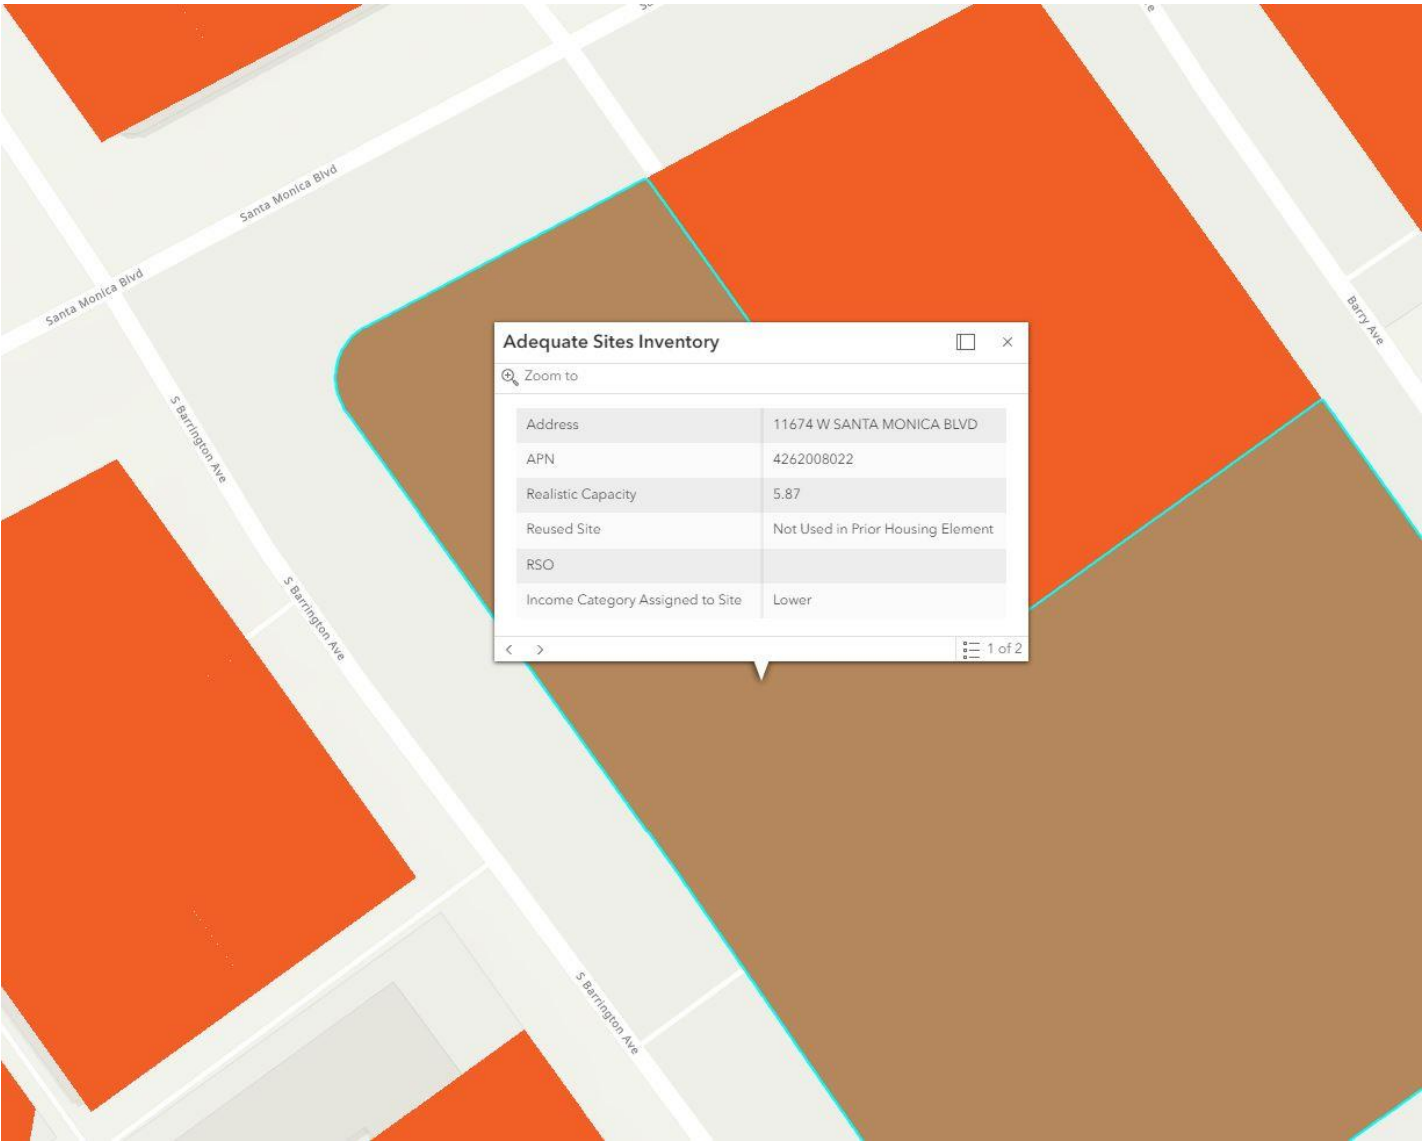 Santa Monica Blvd
Santa Monica Blvd
Barry Ave
S Barrington Ave
S Barrington Ave
S Barrington Ave
Adequate Sites Inventory
Zoom to
Address 11674 W SANTA MONICA BLVD
APN 4262008022
Realistic Capacity 5.87
Reused Site Not Used in Prior Housing Element
RSO
Income Category Assigned to Site Lower
1 of 2